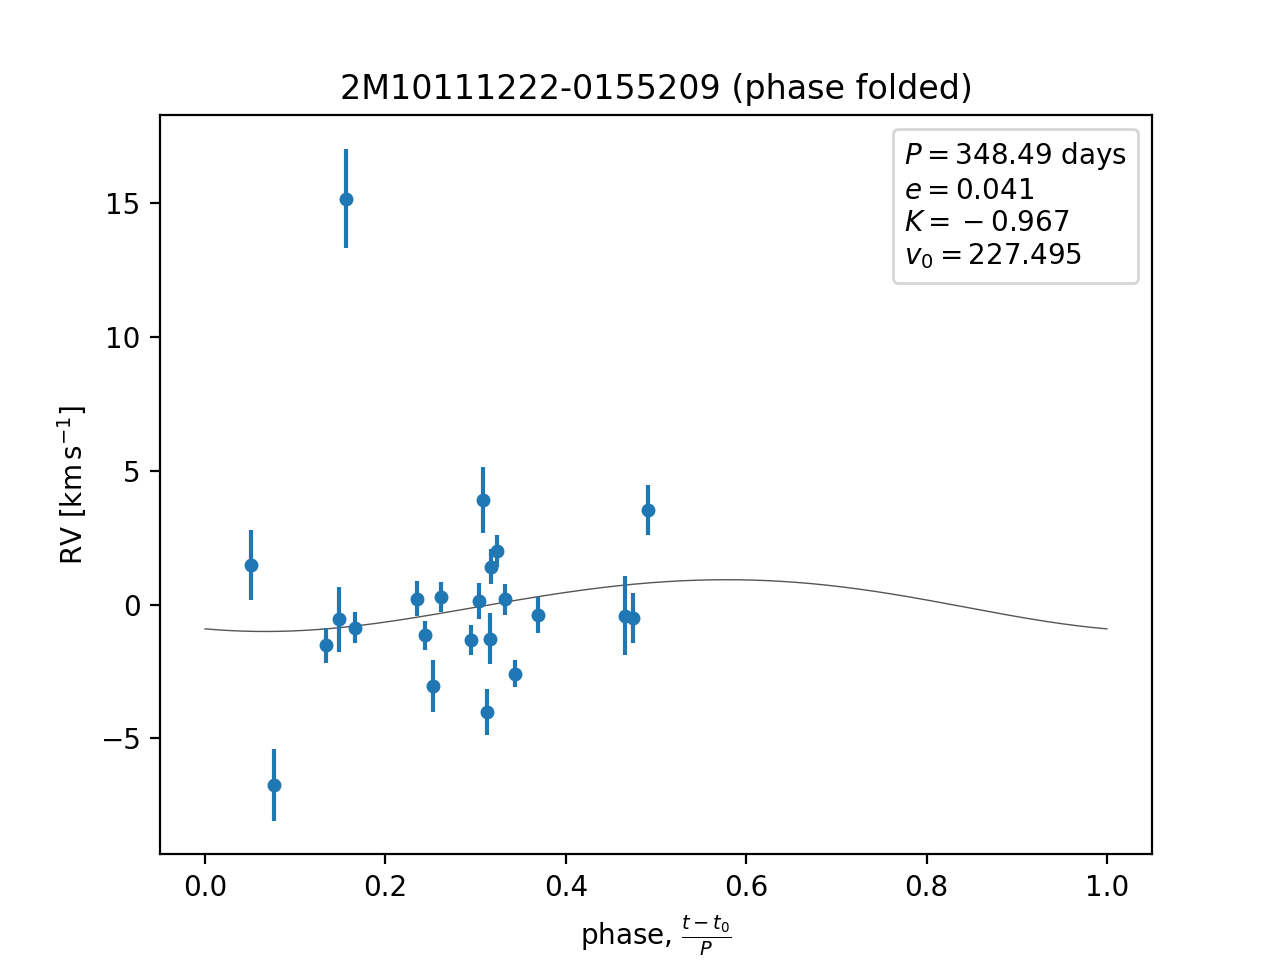 2M10111222-0155209 (phase folded)
P = 348.49 days
e = 0.041
K = −0.967
v₀ = 227.495
15
10
5
0
−5
RV [km s⁻¹]
0.0 0.2 0.4 0.6 0.8 1.0
phase, (t − t₀)/P